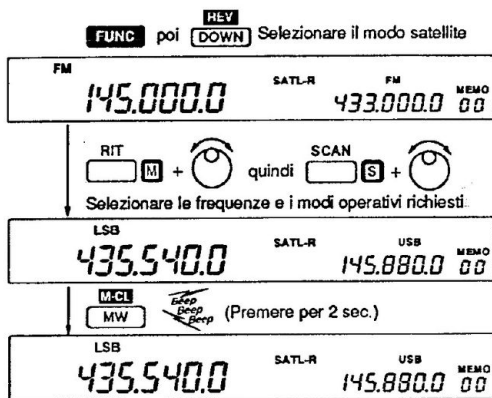 REV
FUNC poi DOWN Selezionare il modo satellite
FM SATL-R FM
145.000.0 433.000.0 MEMO 00
RIT SCAN
M + quindi S +
Selezionare le frequenze e i modi operativi richiesti
LSB SATL-R USB
435.540.0 145.880.0 MEMO 00
M-CL
MW Beep Beep Beep (Premere per 2 sec.)
LSB SATL-R USB
435.540.0 145.880.0 MEMO 00